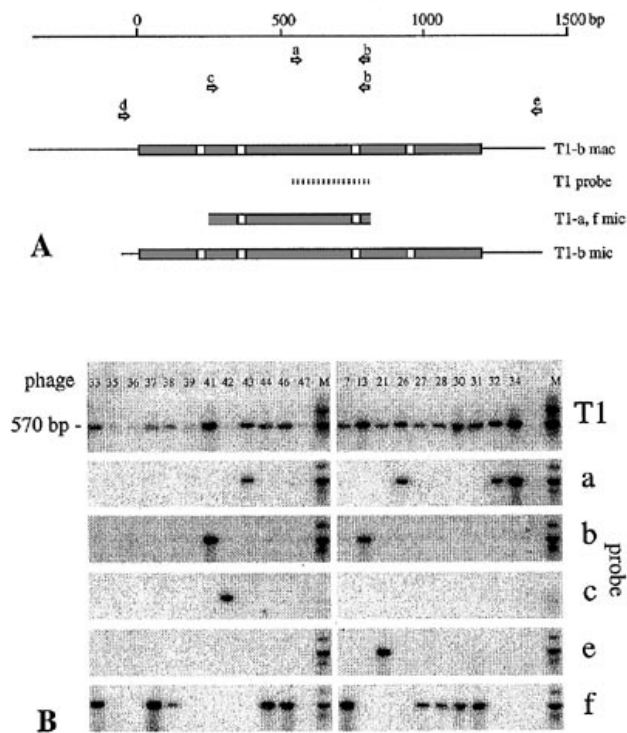 0 500 1000 1500 bp
a b
c b
d e
T1-b mac
T1 probe
T1-a, f mic
A T1-b mic
phage 33 35 36 37 38 39 41 42 43 44 46 47 M 7 13 21 26 27 28 30 31 32 34 M
570 bp - T1
a
b
probe
c
e
B f